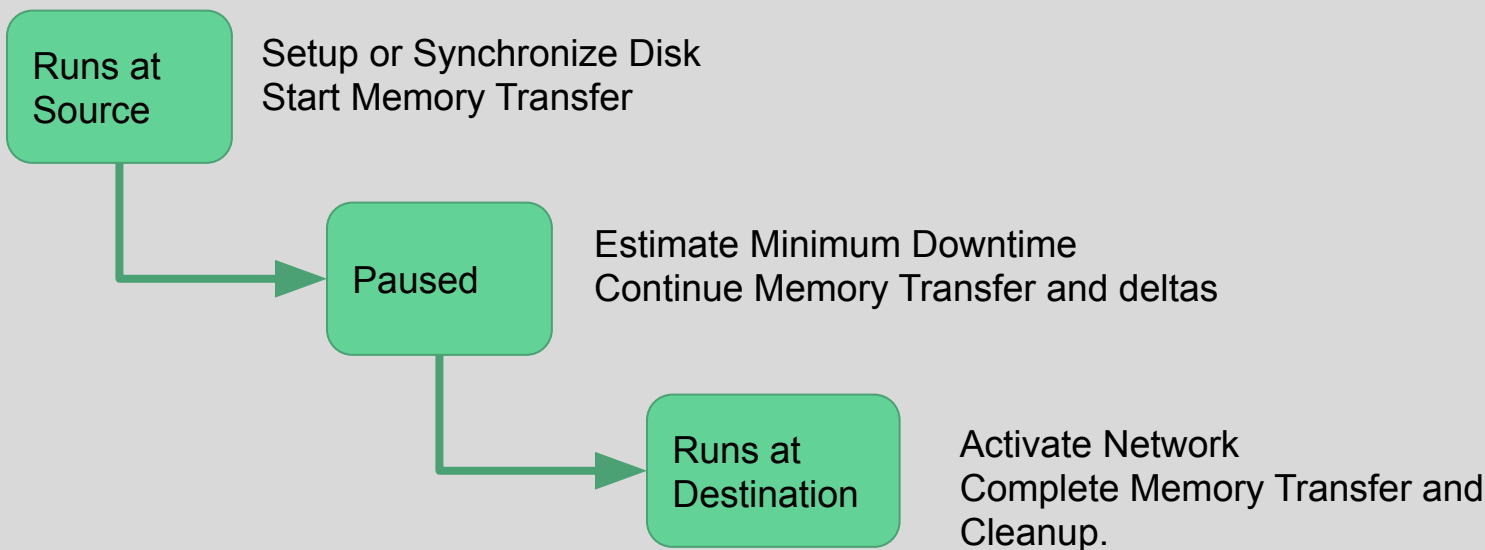 Runs at
Source
Setup or Synchronize Disk
Start Memory Transfer
Paused
Estimate Minimum Downtime
Continue Memory Transfer and deltas
Runs at
Destination
Activate Network
Complete Memory Transfer and
Cleanup.